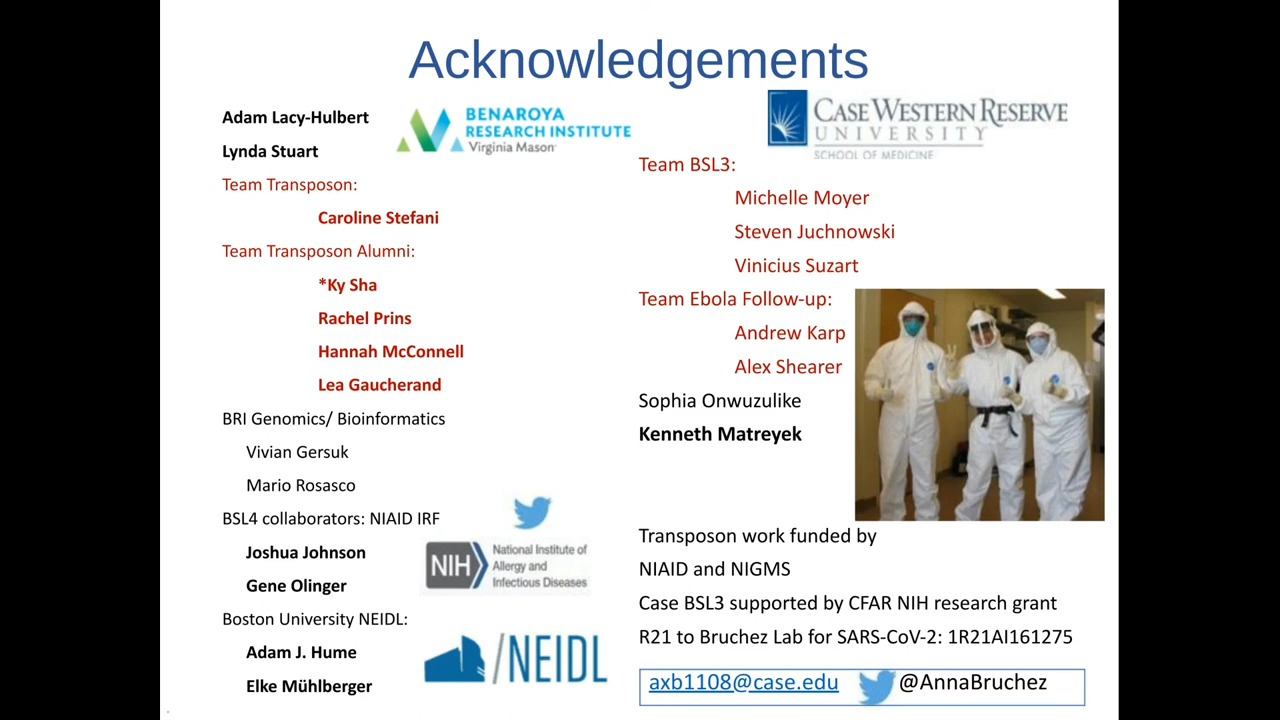 Acknowledgements
Adam Lacy-Hulbert
Lynda Stuart
Team Transposon:
Caroline Stefani
Team Transposon Alumni:
*Ky Sha
Rachel Prins
Hannah McConnell
Lea Gaucherand
BRI Genomics/ Bioinformatics
Vivian Gersuk
Mario Rosasco
BSL4 collaborators: NIAID IRF
Joshua Johnson
Gene Olinger
Boston University NEIDL:
Adam J. Hume
Elke Mühlberger
BENAROYA
RESEARCH INSTITUTE
Virginia Mason
NIH
National Institute of
Allergy and
Infectious Diseases
/NEIDL
CASE WESTERN RESERVE
UNIVERSITY
SCHOOL OF MEDICINE
Team BSL3:
Michelle Moyer
Steven Juchnowski
Vinicius Suzart
Team Ebola Follow-up:
Andrew Karp
Alex Shearer
Sophia Onwuzulike
Kenneth Matreyek
Transposon work funded by
NIAID and NIGMS
Case BSL3 supported by CFAR NIH research grant
R21 to Bruchez Lab for SARS-CoV-2: 1R21AI161275
axb1108@case.edu @AnnaBruchez